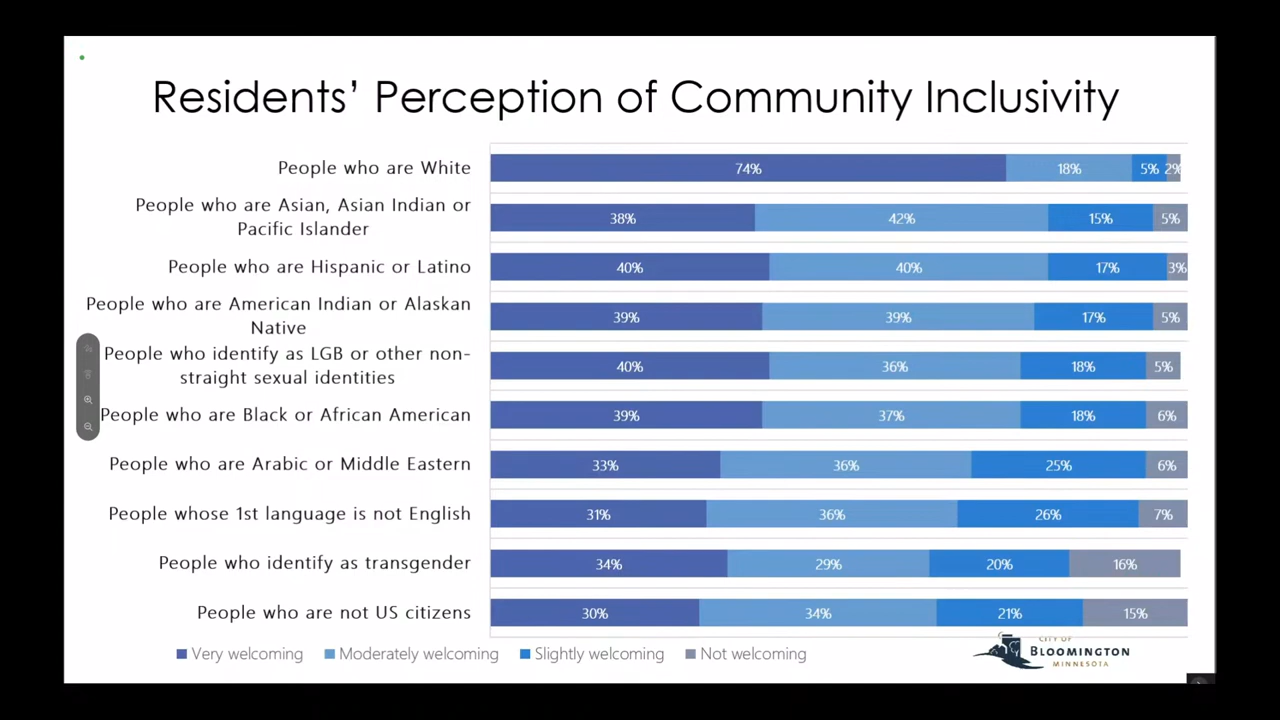 Residents' Perception of Community Inclusivity
People who are White
74% 18% 5% 2%
People who are Asian, Asian Indian or
Pacific Islander
38% 42% 15% 5%
People who are Hispanic or Latino
40% 40% 17% 3%
People who are American Indian or Alaskan
Native
39% 39% 17% 5%
People who identify as LGB or other non-
straight sexual identities
40% 36% 18% 5%
People who are Black or African American
39% 37% 18% 6%
People who are Arabic or Middle Eastern
33% 36% 25% 6%
People whose 1st language is not English
31% 36% 26% 7%
People who identify as transgender
34% 29% 20% 16%
People who are not US citizens
30% 34% 21% 15%
Very welcoming Moderately welcoming Slightly welcoming Not welcoming
CITY OF
BLOOMINGTON
MINNESOTA